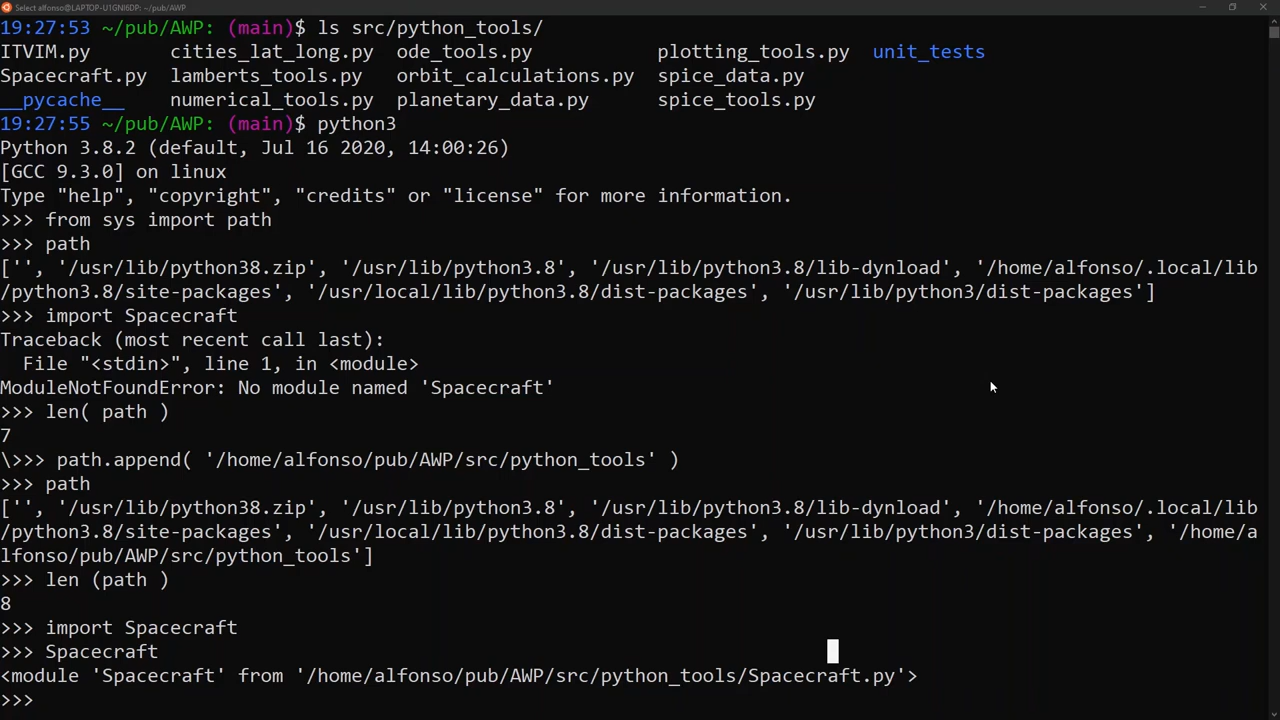 Select alfonso@LAPTOP-U1GNI6DP: ~/pub/AWP
19:27:53 ~/pub/AWP: (main)$ ls src/python_tools/
ITVIM.py       cities_lat_long.py  ode_tools.py         plotting_tools.py  unit_tests
Spacecraft.py  lamberts_tools.py   orbit_calculations.py  spice_data.py
__pycache__    numerical_tools.py  planetary_data.py      spice_tools.py
19:27:55 ~/pub/AWP: (main)$ python3
Python 3.8.2 (default, Jul 16 2020, 14:00:26)
[GCC 9.3.0] on linux
Type "help", "copyright", "credits" or "license" for more information.
>>> from sys import path
>>> path
['', '/usr/lib/python38.zip', '/usr/lib/python3.8', '/usr/lib/python3.8/lib-dynload', '/home/alfonso/.local/lib
/python3.8/site-packages', '/usr/local/lib/python3.8/dist-packages', '/usr/lib/python3/dist-packages']
>>> import Spacecraft
Traceback (most recent call last):
  File "<stdin>", line 1, in <module>
ModuleNotFoundError: No module named 'Spacecraft'
>>> len( path )
7
\>>> path.append( '/home/alfonso/pub/AWP/src/python_tools' )
>>> path
['', '/usr/lib/python38.zip', '/usr/lib/python3.8', '/usr/lib/python3.8/lib-dynload', '/home/alfonso/.local/lib
/python3.8/site-packages', '/usr/local/lib/python3.8/dist-packages', '/usr/lib/python3/dist-packages', '/home/a
lfonso/pub/AWP/src/python_tools']
>>> len (path )
8
>>> import Spacecraft
>>> Spacecraft
<module 'Spacecraft' from '/home/alfonso/pub/AWP/src/python_tools/Spacecraft.py'>
>>>